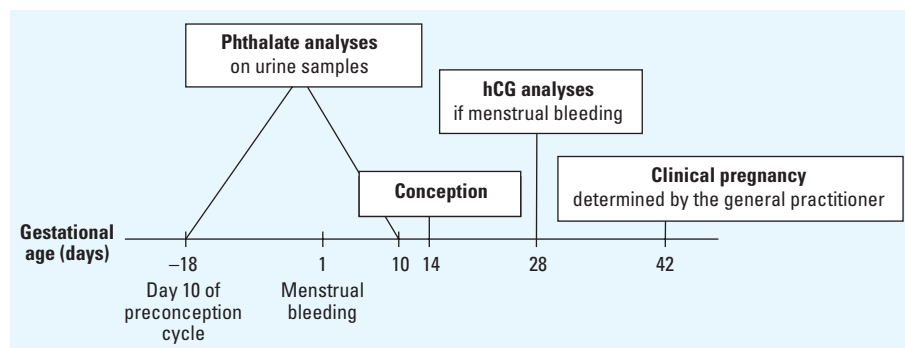 Phthalate analyses
on urine samples
hCG analyses
if menstrual bleeding
Conception
Clinical pregnancy
determined by the general practitioner
Gestational
age (days)
–18
1
10
14
28
42
Day 10 of
preconception
cycle
Menstrual
bleeding